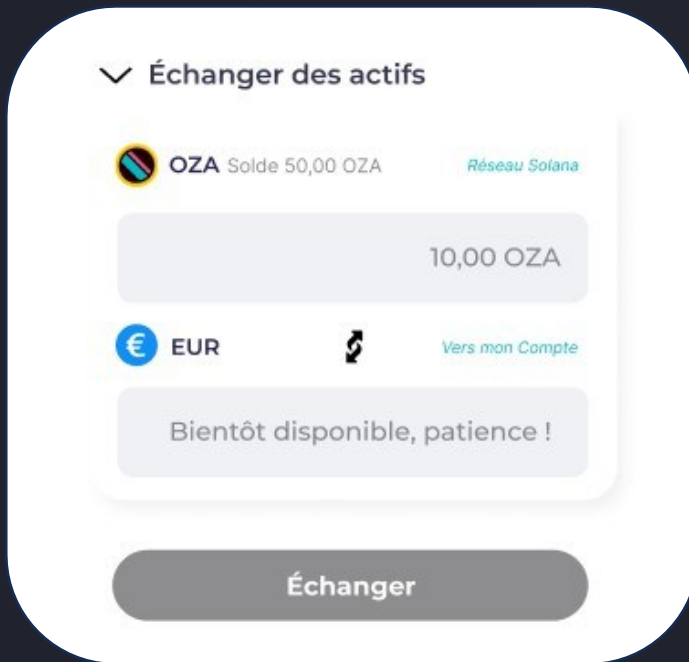 Échanger des actifs
OZA Solde 50,00 OZA Réseau Solana
10,00 OZA
€ EUR Vers mon Compte
Bientôt disponible, patience !
Échanger